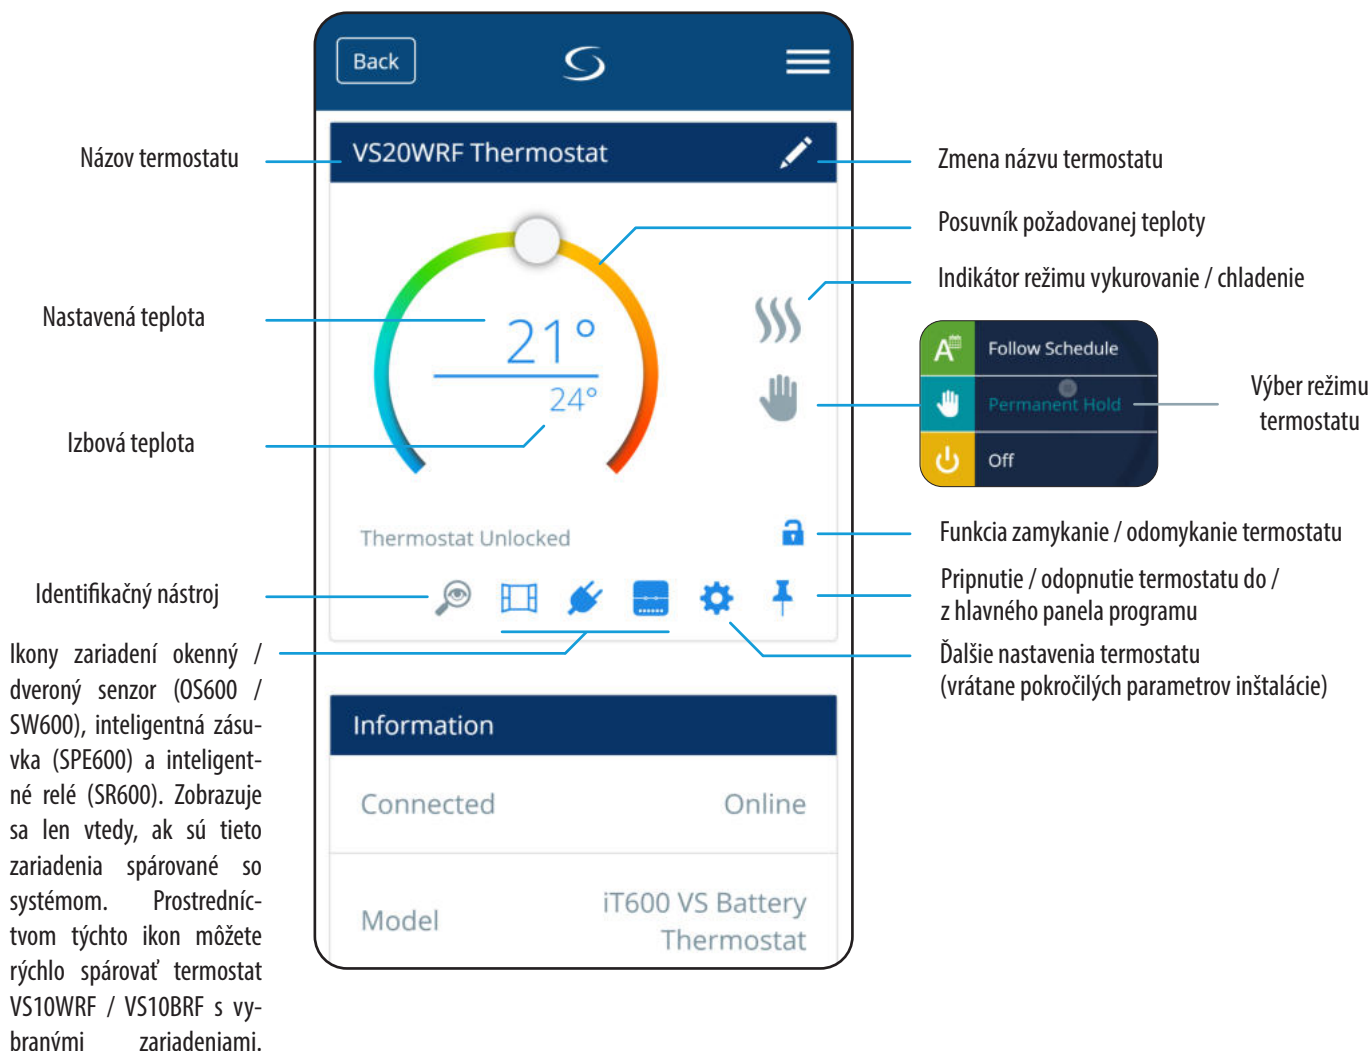 Back
VS20WRF Thermostat
21°
24°
Thermostat Unlocked
Information
Connected Online
Model iT600 VS Battery
Thermostat
Názov termostatu
Nastavená teplota
Izbová teplota
Identifikačný nástroj
Ikony zariadení okenný /
dveroný senzor (OS600 /
SW600), inteligentná zásu-
vka (SPE600) a inteligent-
né relé (SR600). Zobrazuje
sa len vtedy, ak sú tieto
zariadenia spárované so
systémom. Prostredníc-
tvom týchto ikon môžete
rýchlo spárovať termostat
VS10WRF / VS10BRF s vy-
branými zariadeniami.
Zmena názvu termostatu
Posuvník požadovanej teploty
Indikátor režimu vykurovanie / chladenie
A
Follow Schedule
Permanent Hold
Off
Výber režimu
termostatu
Funkcia zamykanie / odomykanie termostatu
Pripnutie / odopnutie termostatu do /
z hlavného panela programu
Ďalšie nastavenia termostatu
(vrátane pokročilých parametrov inštalácie)